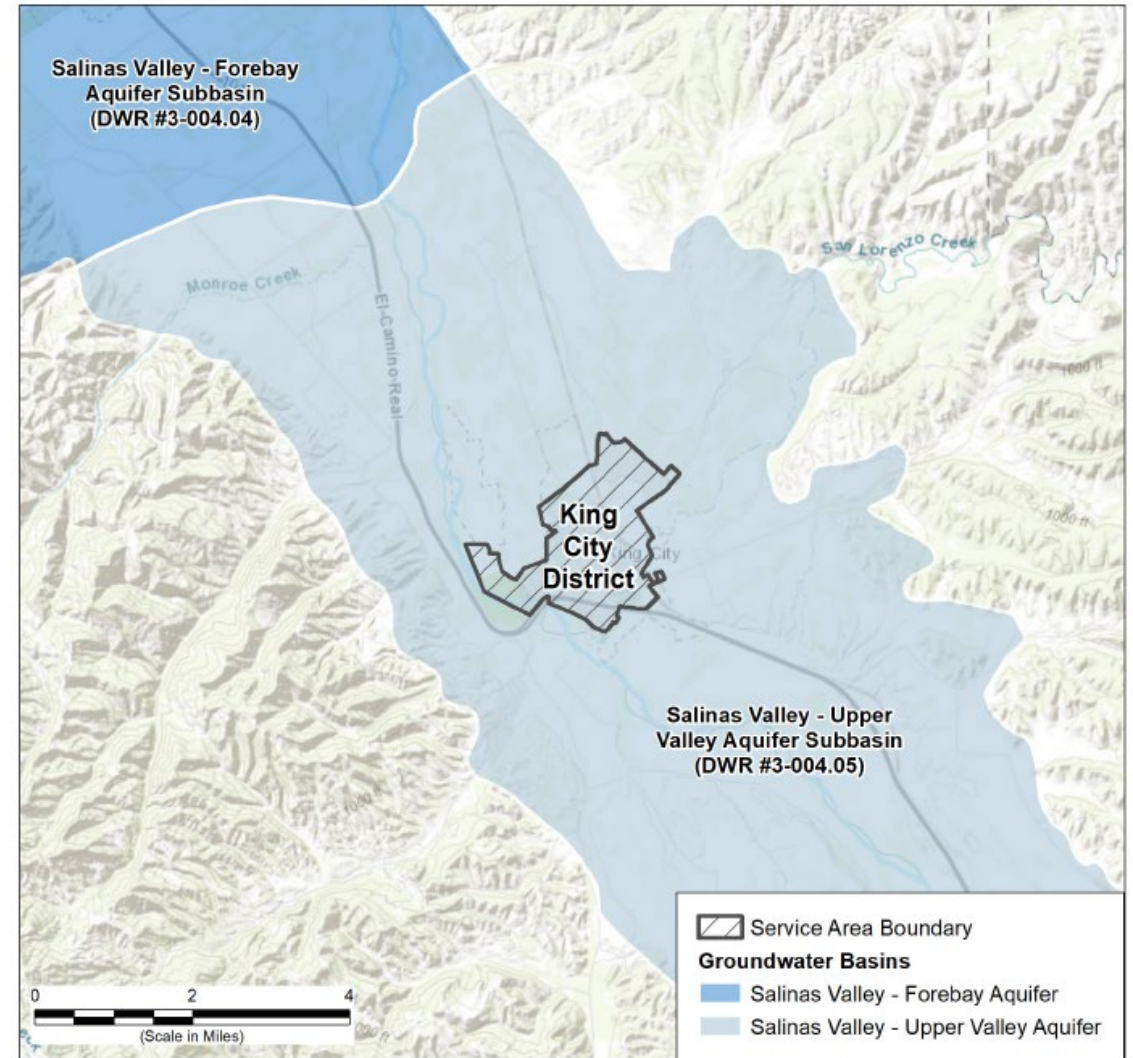 Salinas Valley - Forebay
Aquifer Subbasin
(DWR #3-004.04)
San Lorenzo Creek
Monroe Creek
El-Camino-Real
1000 ft
King
City
District
King City
1000 ft
Salinas Valley - Upper
Valley Aquifer Subbasin
(DWR #3-004.05)
1000 ft
Service Area Boundary
Groundwater Basins
Salinas Valley - Forebay Aquifer
Salinas Valley - Upper Valley Aquifer
0 2 4
(Scale in Miles)